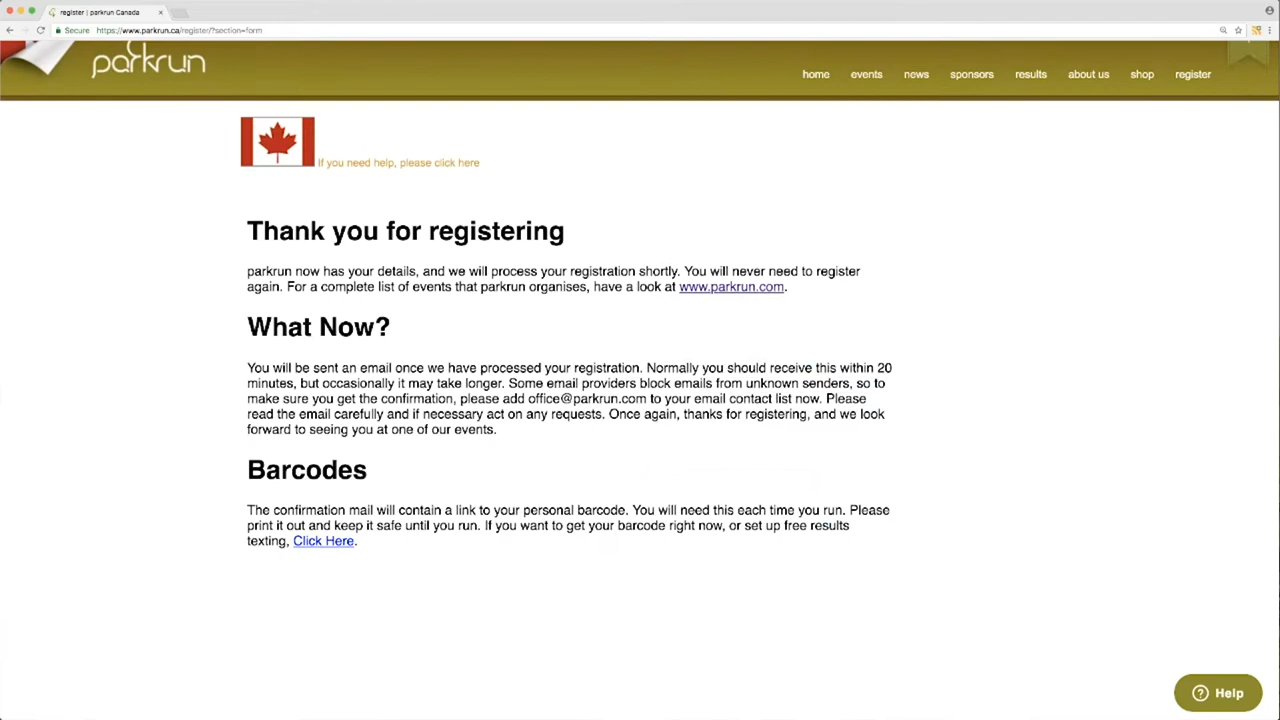 register | parkrun Canada
Secure https://www.parkrun.ca/register/?section=form
parkrun
home events news sponsors results about us shop register
If you need help, please click here
Thank you for registering
parkrun now has your details, and we will process your registration shortly. You will never need to register
again. For a complete list of events that parkrun organises, have a look at www.parkrun.com.
What Now?
You will be sent an email once we have processed your registration. Normally you should receive this within 20
minutes, but occasionally it may take longer. Some email providers block emails from unknown senders, so to
make sure you get the confirmation, please add office@parkrun.com to your email contact list now. Please
read the email carefully and if necessary act on any requests. Once again, thanks for registering, and we look
forward to seeing you at one of our events.
Barcodes
The confirmation mail will contain a link to your personal barcode. You will need this each time you run. Please
print it out and keep it safe until you run. If you want to get your barcode right now, or set up free results
texting, Click Here.
Help